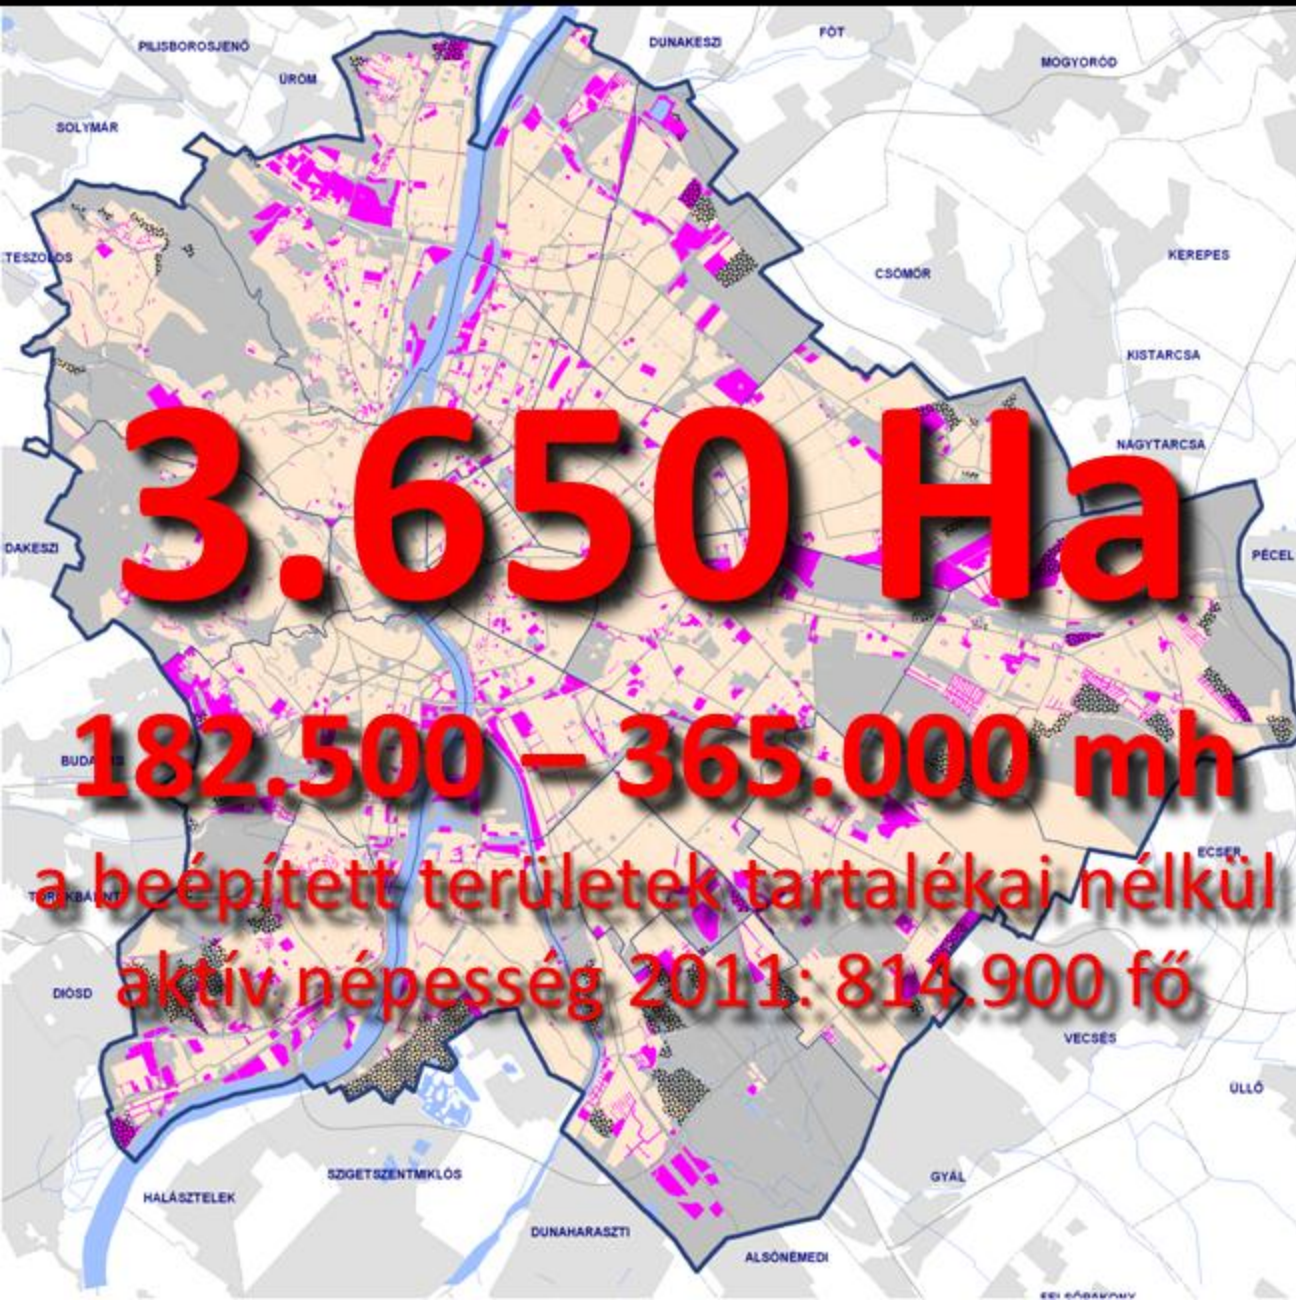 PILISBOROSJENŐ
DUNAKESZI
FÓT
MOGYORÓD
ÜRÖM
SOLYMÁR
TESZOLOS
CSÖMÖR
KEREPES
KISTARCSA
NAGYTARCSA
3.650 Ha
DAKESZI
PÉCEL
182.500 – 365.000 mh
ECSER
a beépített területek tartalékai nélkül
aktív népesség 2011: 814.900 fő
DIÓSD
VECSÉS
ÜLLŐ
SZIGETSZENTMIKLÓS
GYÁL
HALÁSZTELEK
DUNAHARASZTI
ALSÓNÉMEDI